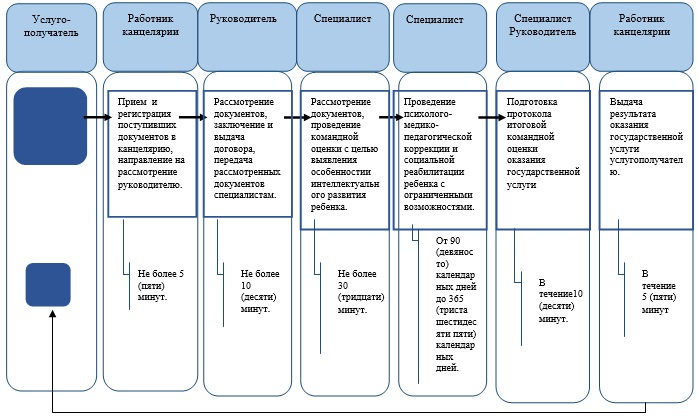 Услуго-
получатель
Работник
канцелярии
Руководитель
Специалист
Специалист
Специалист
Руководитель
Работник
канцелярии
Прием и
регистрация
поступивших
документов в
канцелярию,
направление на
рассмотрение
руководителю.
Рассмотрение
документов,
заключение и
выдача
договора,
передача
рассмотренных
документов
специалистам.
Рассмотрение
документов,
проведение
командной
оценки с целью
выявления
особенности
интеллектуальн
ого развития
ребенка.
Проведение
психолого-
медико-
педагогической
коррекции и
социальной
реабилитации
ребенка с
ограниченными
возможностями.
Подготовка
протокола
итоговой
командной
оценки
оказания
государственной
услуги
Выдача
результата
оказания
государственной
услуги
услугополучател
ю.
Не более 5
(пяти)
минут.
Не более
10
(десяти)
минут.
Не более
30
(тридцати)
минут.
От 90
(девянос
то)
календар
ных дней
до 365
(триста
шестидес
яти пяти)
календар
ных
дней.
В
течение10
(десяти)
минут.
В
течение
5 (пяти)
минут